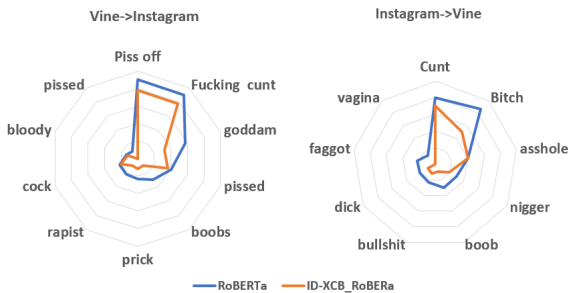 Vine->Instagram
Piss off
Fucking cunt
goddam
pissed
boobs
prick
rapist
cock
bloody
pissed
Instagram->Vine
Cunt
Bitch
asshole
nigger
boob
bullshit
dick
faggot
vagina
RoBERTa
ID-XCB_RoBERa